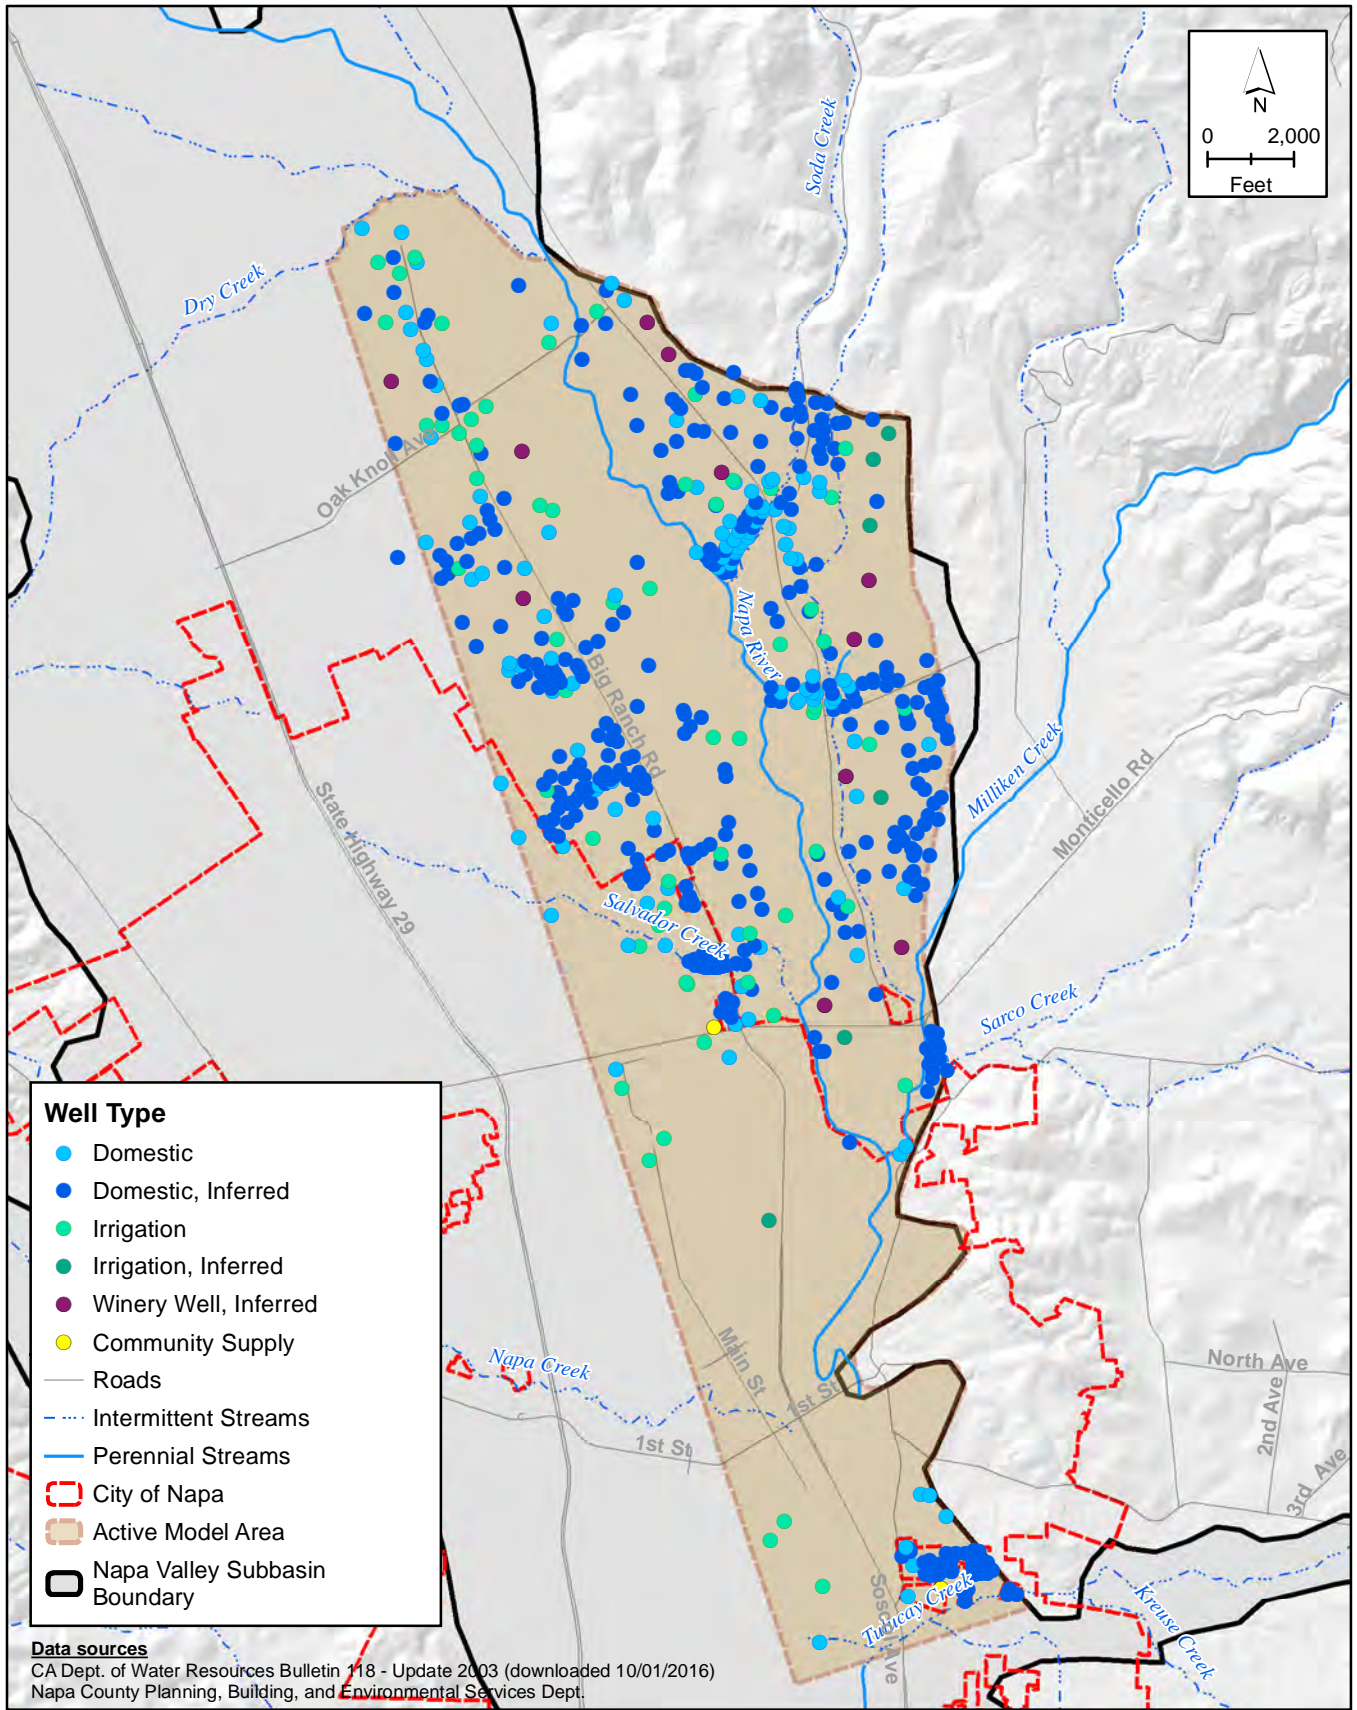 N
0 2,000
Feet
Soda Creek
Dry Creek
Oak Knoll Ave
Napa River
Big Ranch Rd
Milliken Creek
Monticello Rd
State Highway 29
Salvador Creek
Sarco Creek
Well Type
Domestic
Domestic, Inferred
Irrigation
Irrigation, Inferred
Winery Well, Inferred
Community Supply
Roads
Intermittent Streams
Perennial Streams
City of Napa
Active Model Area
Napa Valley Subbasin
Boundary
Napa Creek
Main St
1st St
1st St
North Ave
2nd Ave
3rd Ave
Soscol Ave
Tulucay Creek
Kreuse Creek
Data sources
CA Dept. of Water Resources Bulletin 118 - Update 2003 (downloaded 10/01/2016)
Napa County Planning, Building, and Environmental Services Dept.